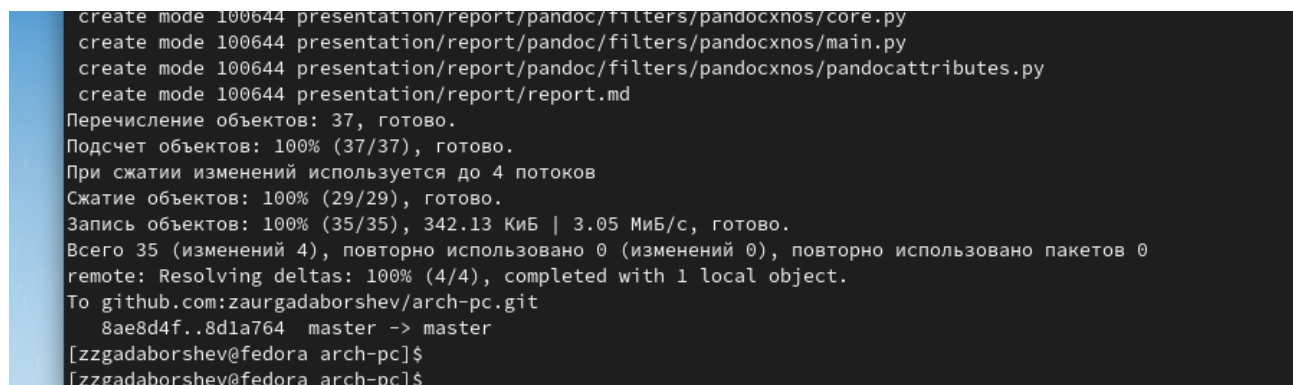 create mode 100644 presentation/report/pandoc/filters/pandocxnos/core.py
create mode 100644 presentation/report/pandoc/filters/pandocxnos/main.py
create mode 100644 presentation/report/pandoc/filters/pandocxnos/pandocattributes.py
create mode 100644 presentation/report/report.md
Перечисление объектов: 37, готово.
Подсчет объектов: 100% (37/37), готово.
При сжатии изменений используется до 4 потоков
Сжатие объектов: 100% (29/29), готово.
Запись объектов: 100% (35/35), 342.13 КиБ | 3.05 МиБ/с, готово.
Всего 35 (изменений 4), повторно использовано 0 (изменений 0), повторно использовано пакетов 0
remote: Resolving deltas: 100% (4/4), completed with 1 local object.
To github.com:zaurgadaborshev/arch-pc.git
8ae8d4f..8d1a764  master -> master
[zzgadaborshev@fedora arch-pc]$
[zzgadaborshev@fedora arch-pc]$